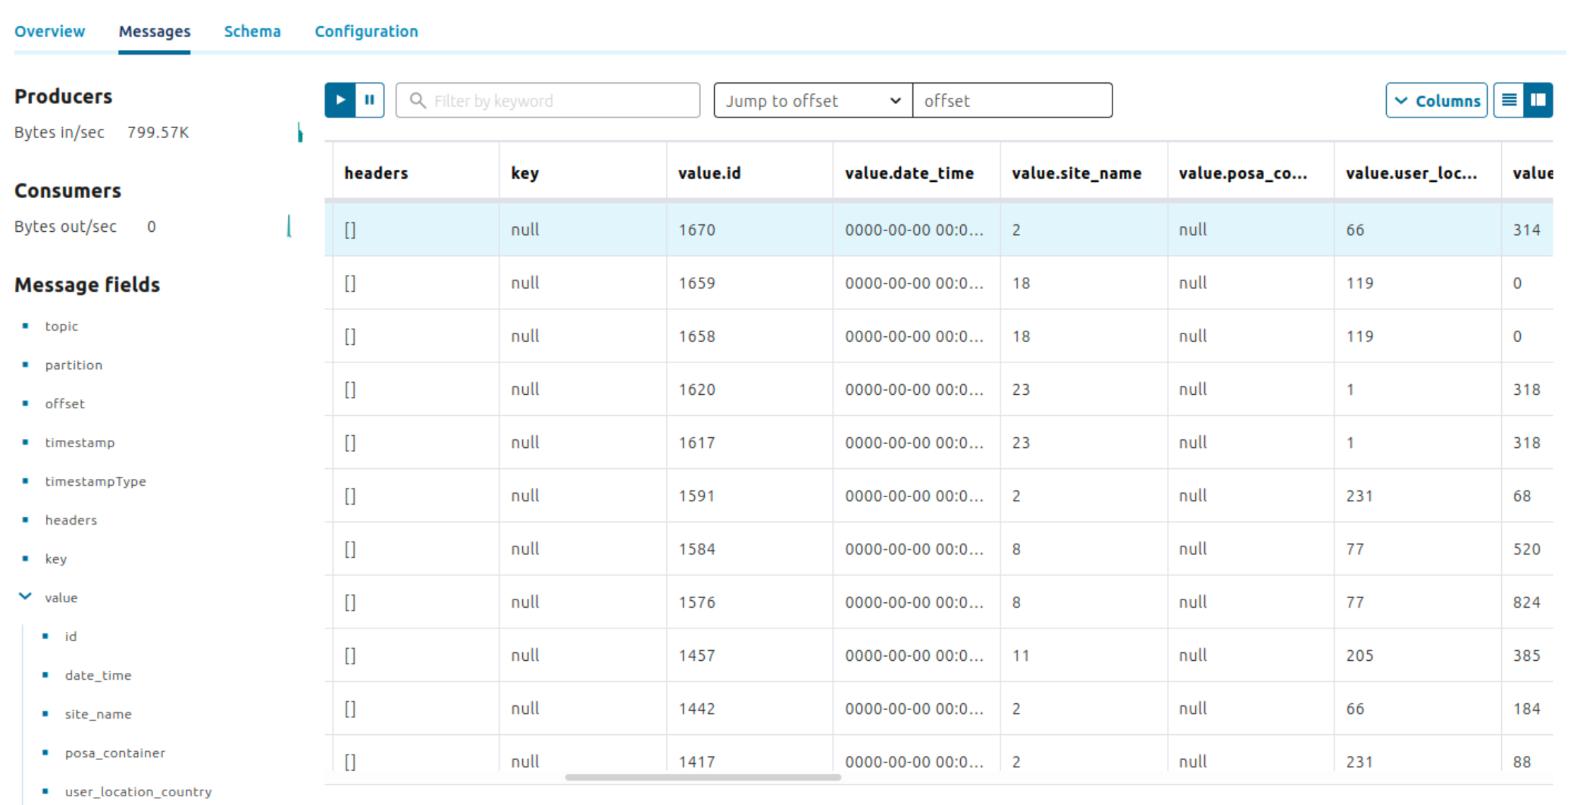 Overview Messages Schema Configuration
Producers
Bytes in/sec 799.57K
Consumers
Bytes out/sec 0
Message fields
topic
partition
offset
timestamp
timestampType
headers
key
value
id
date_time
site_name
posa_container
user_location_country
Filter by keyword Jump to offset offset Columns
headers key value.id value.date_time value.site_name value.posa_co... value.user_loc... value
[] null 1670 0000-00-00 00:0... 2 null 66 314
[] null 1659 0000-00-00 00:0... 18 null 119 0
[] null 1658 0000-00-00 00:0... 18 null 119 0
[] null 1620 0000-00-00 00:0... 23 null 1 318
[] null 1617 0000-00-00 00:0... 23 null 1 318
[] null 1591 0000-00-00 00:0... 2 null 231 68
[] null 1584 0000-00-00 00:0... 8 null 77 520
[] null 1576 0000-00-00 00:0... 8 null 77 824
[] null 1457 0000-00-00 00:0... 11 null 205 385
[] null 1442 0000-00-00 00:0... 2 null 66 184
[] null 1417 0000-00-00 00:0... 2 null 231 88